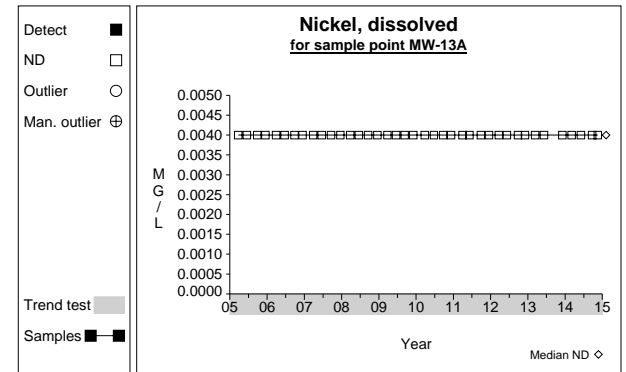 Detect
ND
Outlier
Man. outlier
Trend test
Samples
Nickel, dissolved
for sample point MW-13A
0.0050
0.0045
0.0040
0.0035
0.0030
0.0025
0.0020
0.0015
0.0010
0.0005
0.0000
M
G
/
L
05 06 07 08 09 10 11 12 13 14 15
Year
Median ND